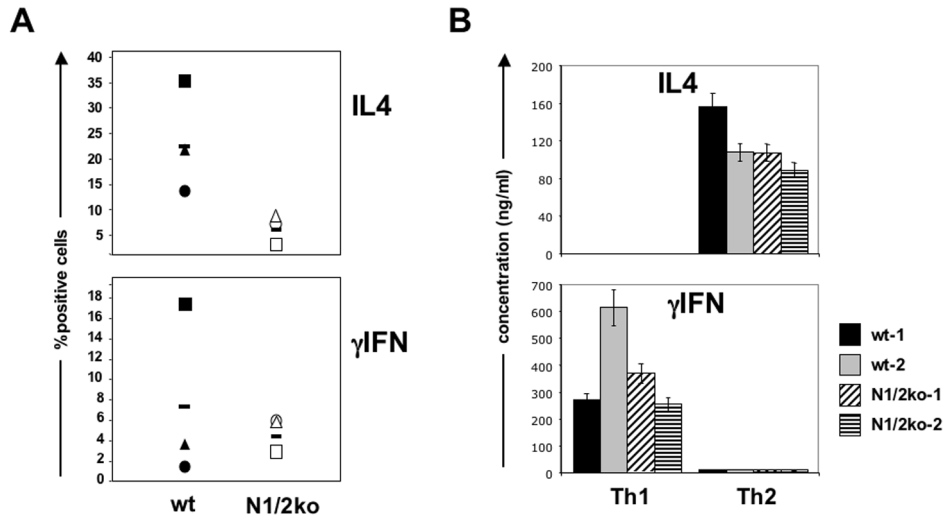 A
%positive cells
40
35
30
25
20
15
10
5
IL4
18
16
14
12
10
8
6
4
2
0
γIFN
wt N1/2ko
B
concentration (ng/ml)
200
160
120
80
40
0
IL4
700
600
500
400
300
200
100
0
γIFN
Th1 Th2
wt-1
wt-2
N1/2ko-1
N1/2ko-2